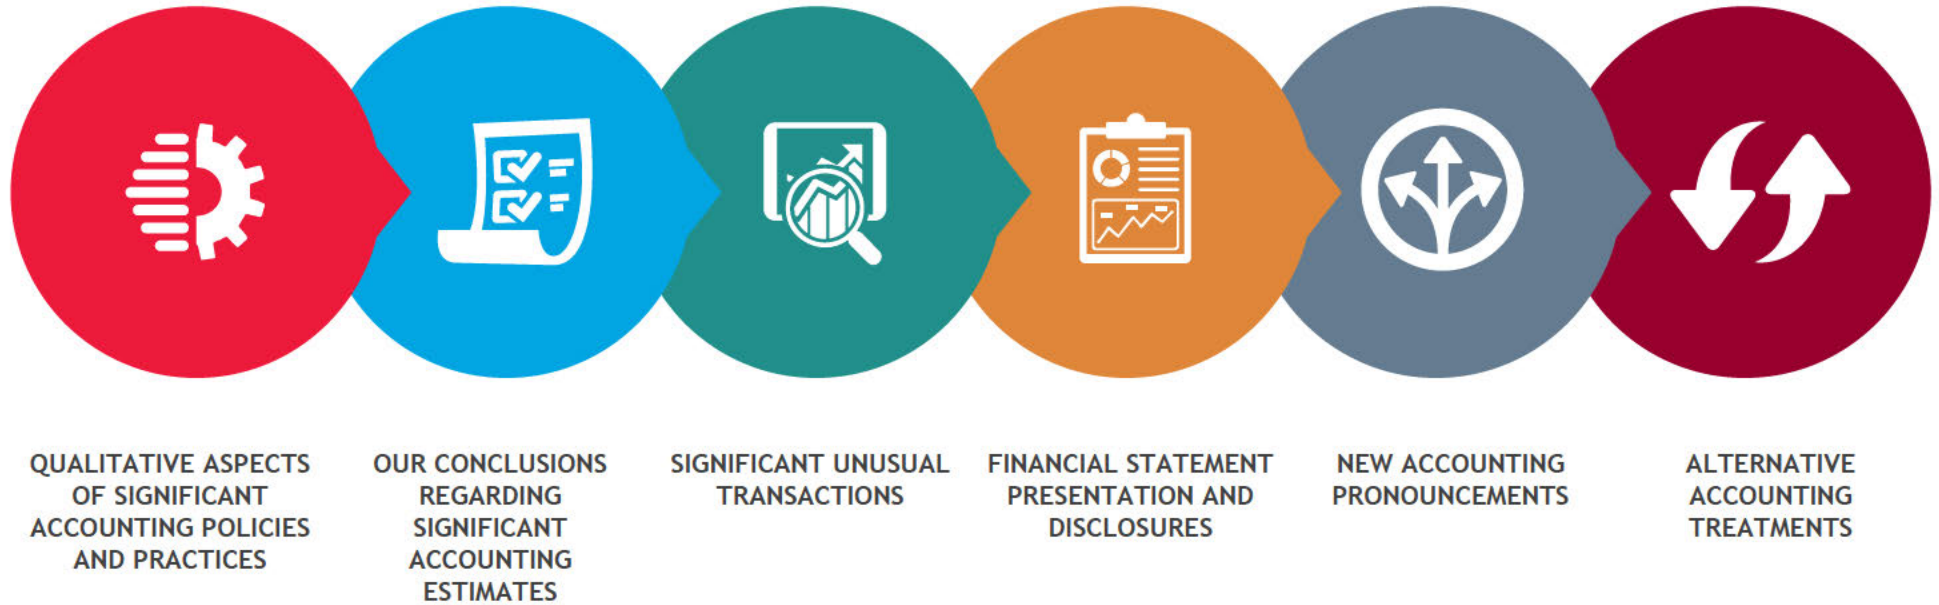 QUALITATIVE ASPECTS
OF SIGNIFICANT
ACCOUNTING POLICIES
AND PRACTICES
OUR CONCLUSIONS
REGARDING
SIGNIFICANT
ACCOUNTING
ESTIMATES
SIGNIFICANT UNUSUAL
TRANSACTIONS
FINANCIAL STATEMENT
PRESENTATION AND
DISCLOSURES
NEW ACCOUNTING
PRONOUNCEMENTS
ALTERNATIVE
ACCOUNTING
TREATMENTS